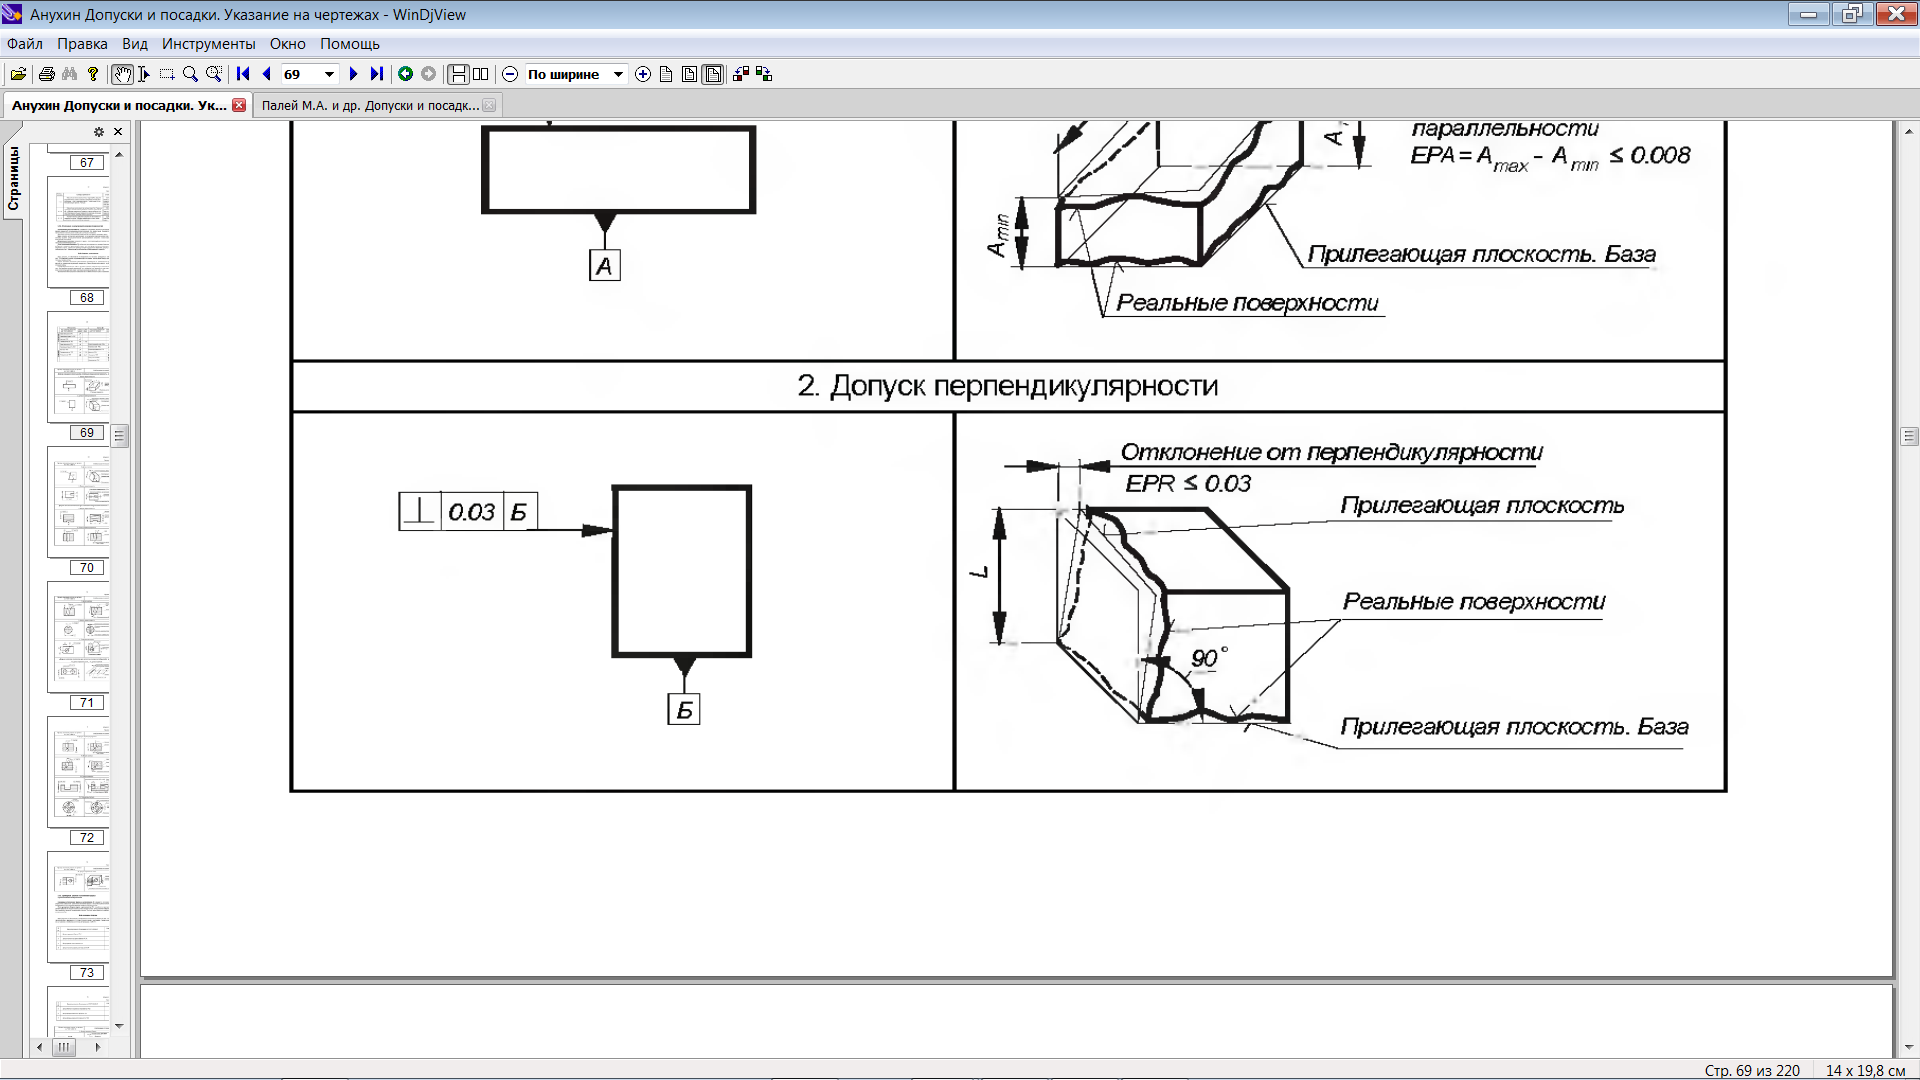 Анухин Допуски и посадки. Указание на чертежах - WinDjView
Файл Правка Вид Инструменты Окно Помощь
69
По ширине
Анухин Допуски и посадки. Ук...
Палей М.А. и др. Допуски и посадк...
Страницы
67
68
69
70
71
72
73
А
параллельности
EPA = A max - A min ≤ 0.008
A min
Прилегающая плоскость. База
Реальные поверхности
2. Допуск перпендикулярности
⊥ 0.03 Б
Б
Отклонение от перпендикулярности
EPR ≤ 0.03
Прилегающая плоскость
L
Реальные поверхности
90°
Прилегающая плоскость. База
Стр. 69 из 220
14 x 19,8 см